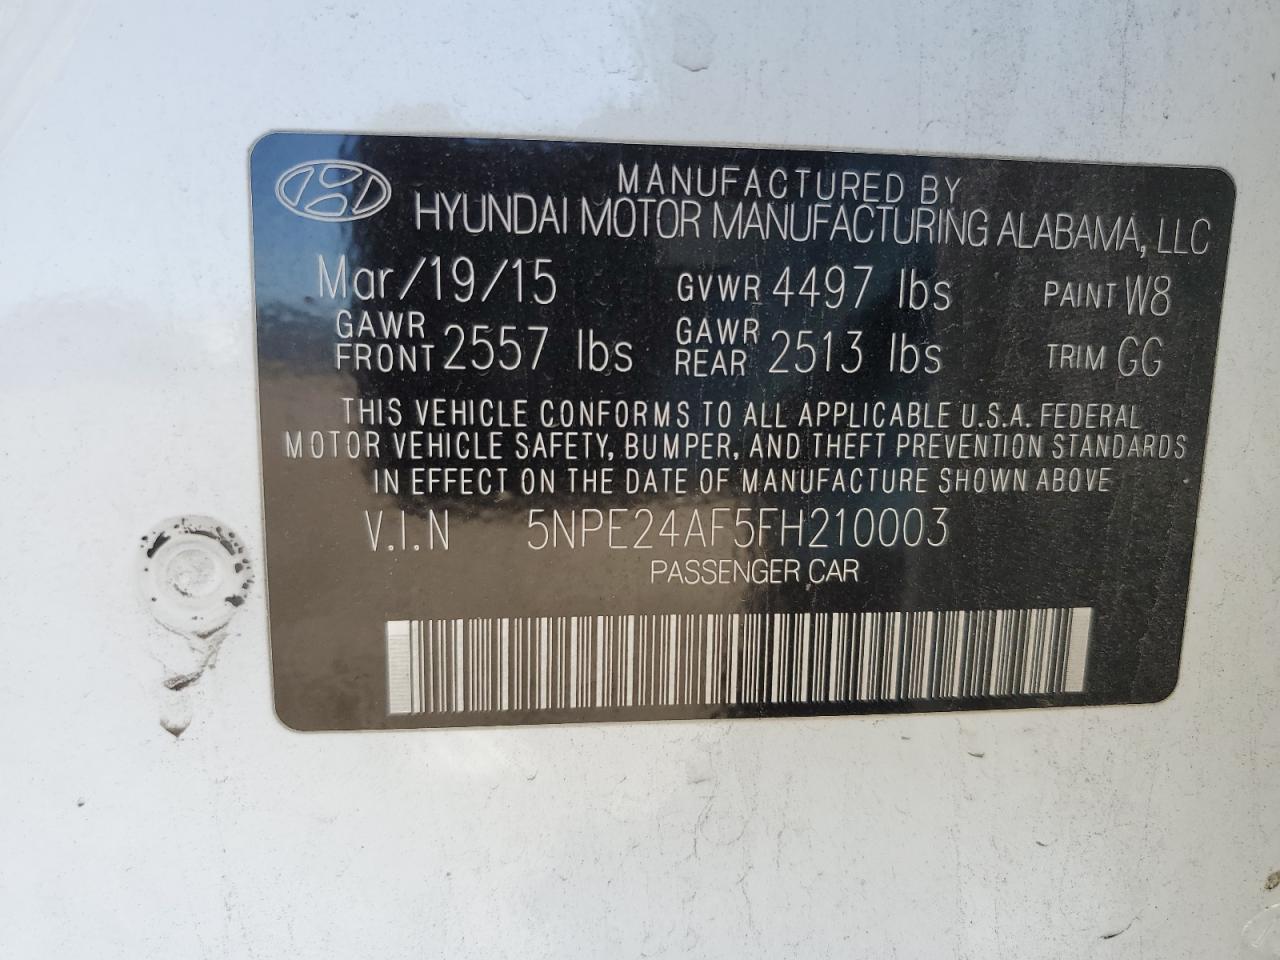 MANUFACTURED BY
HYUNDAI MOTOR MANUFACTURING ALABAMA, LLC
Mar/19/15 GVWR 4497 lbs PAINT W8
GAWR FRONT 2557 lbs GAWR REAR 2513 lbs TRIM GG
THIS VEHICLE CONFORMS TO ALL APPLICABLE U.S.A. FEDERAL
MOTOR VEHICLE SAFETY, BUMPER, AND THEFT PREVENTION STANDARDS
IN EFFECT ON THE DATE OF MANUFACTURE SHOWN ABOVE
V.I.N 5NPE24AF5FH210003
PASSENGER CAR